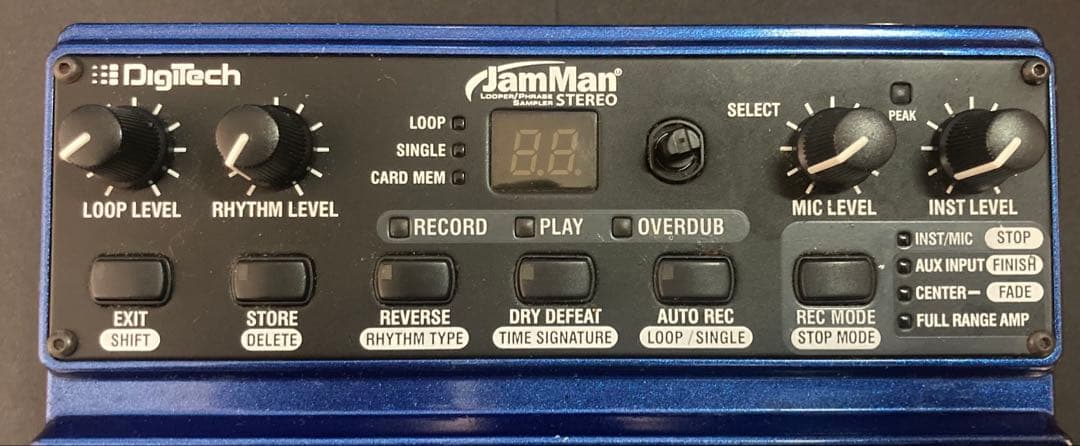 DigiTech
JamMan®
LOOPER/PHRASE
SAMPLER STEREO
LOOP
SINGLE
CARD MEM
SELECT
PEAK
LOOP LEVEL
RHYTHM LEVEL
MIC LEVEL
INST LEVEL
RECORD PLAY OVERDUB
INST/MIC STOP
AUX INPUT FINISH
CENTER– FADE
FULL RANGE AMP
EXIT
SHIFT
STORE
DELETE
REVERSE
RHYTHM TYPE
DRY DEFEAT
TIME SIGNATURE
AUTO REC
LOOP / SINGLE
REC MODE
STOP MODE